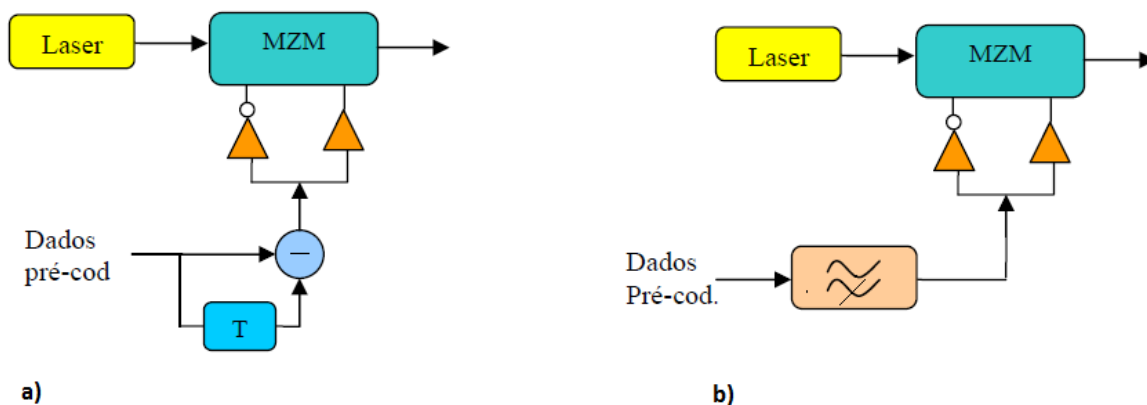 Laser
MZM
Dados
pré-cod
T
a)
Laser
MZM
Dados
Pré-cod.
b)